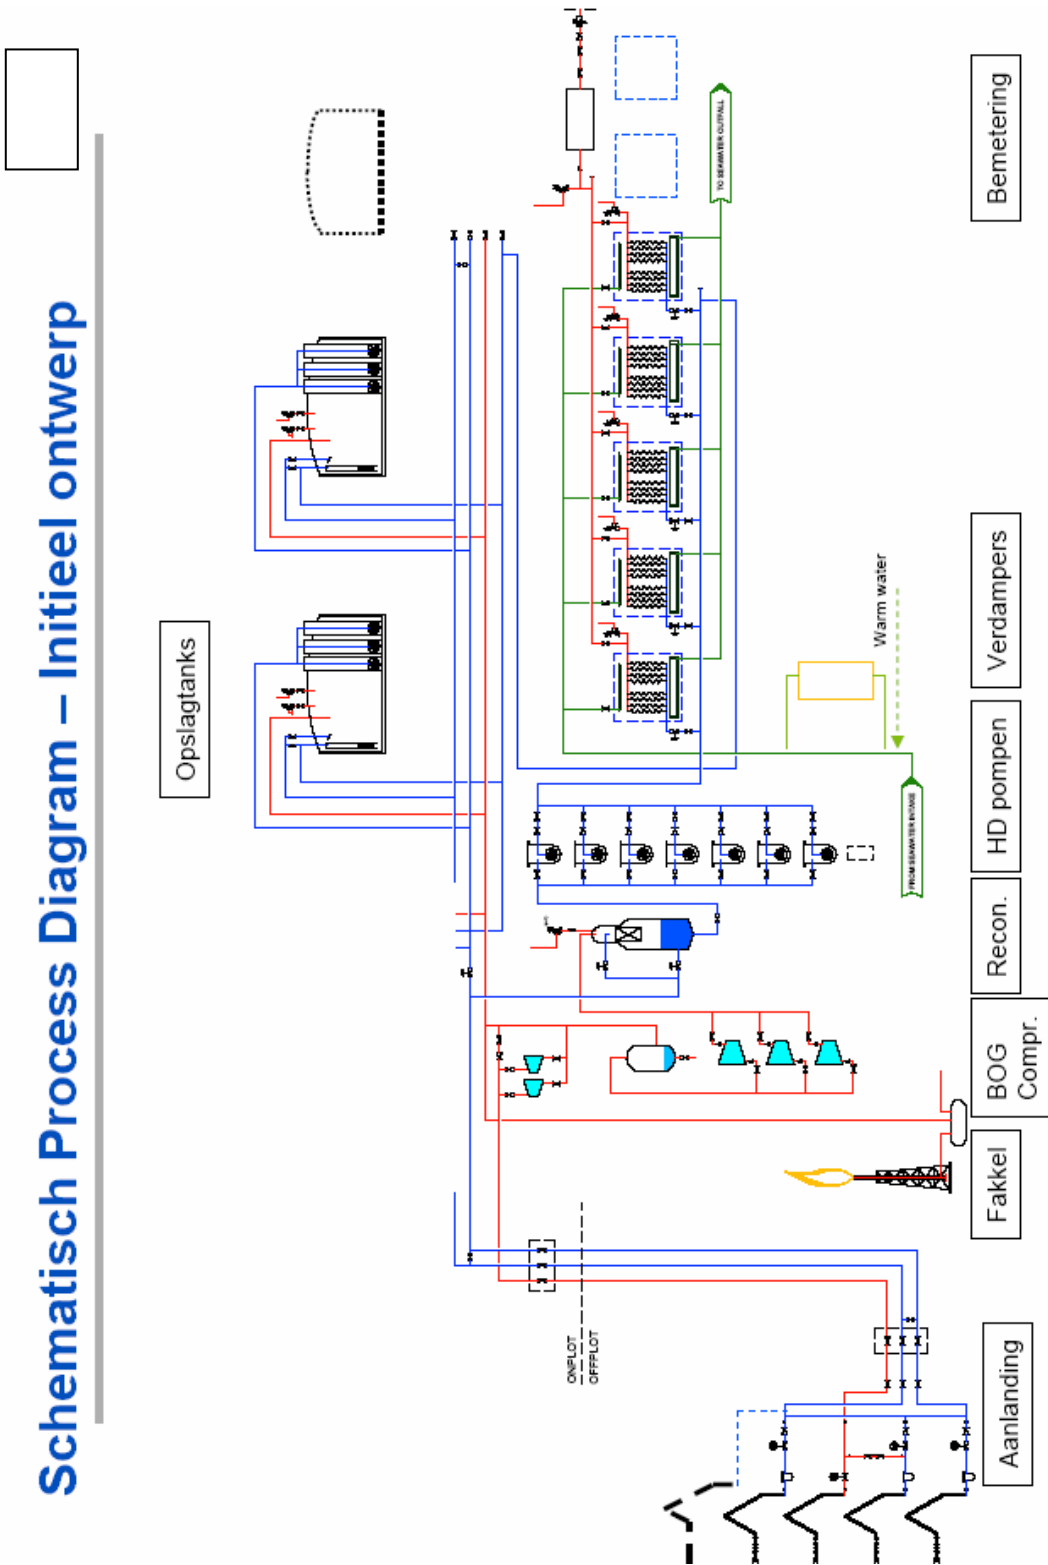 Schematisch Process Diagram – Initieel ontwerp
Opslagtanks
TO SEAWATER OUTFALL
Warm water
FROM SEAWATER INTAKE
ONPLOT
OFFPLOT
Aanlanding
Fakkel
BOG
Compr.
Recon.
HD pompen
Verdampers
Bemetering